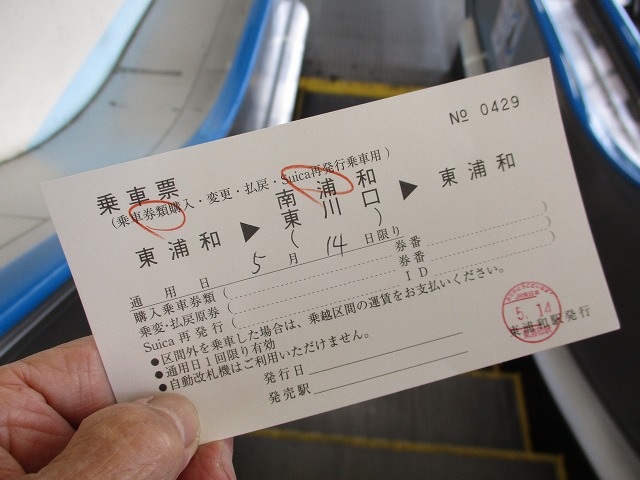 № 0429
乗車票
（乗車券類購入・変更・払戻・Suica再発行乗車用）
東浦和 ▶ 南浦和 ▶ 東浦和
（東川口）
通用日 5月14日限り
購入乗車券類（ 券番 ）
乗変・払戻原券（ 券番 ）
Suica再発行（ ID ）
●区間外を乗車した場合は、乗越区間の運賃をお支払いください。
●通用日1回限り有効
●自動改札機はご利用いただけません。
発行日
発売駅
5.14
東浦和駅発行